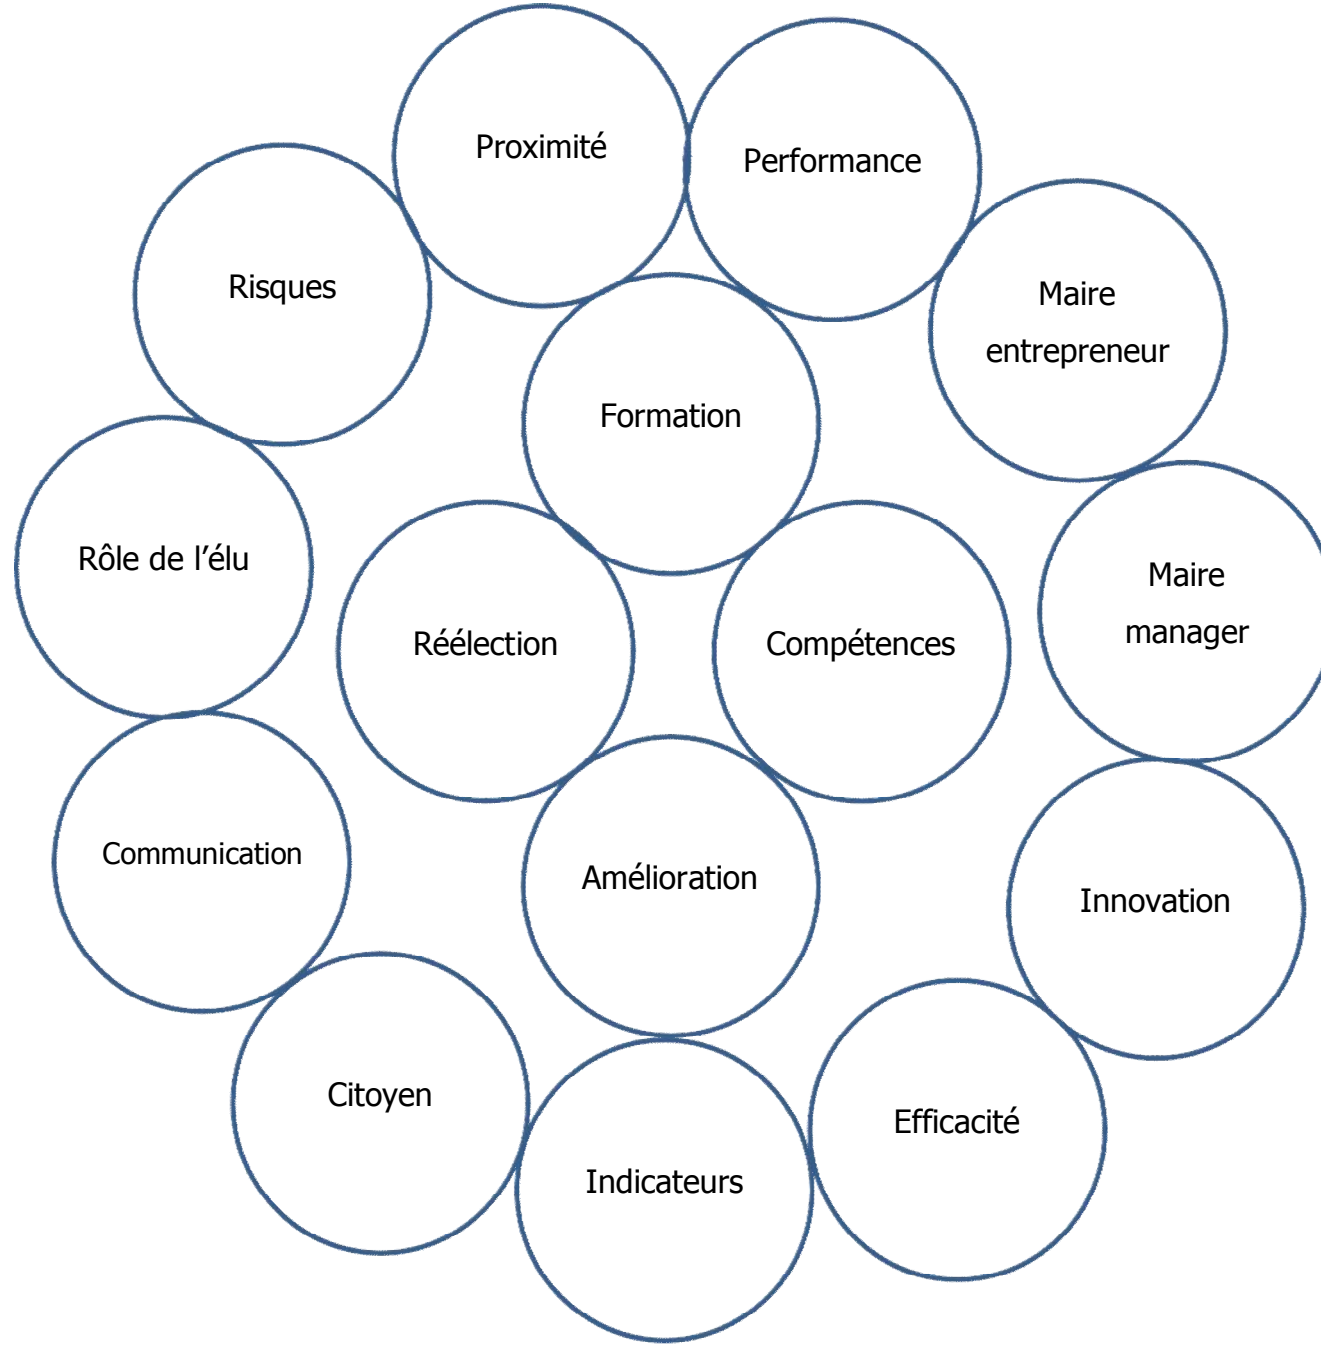 Proximité
Performance
Risques
Maire
entrepreneur
Formation
Rôle de l’élu
Maire
manager
Réélection
Compétences
Communication
Amélioration
Innovation
Citoyen
Efficacité
Indicateurs